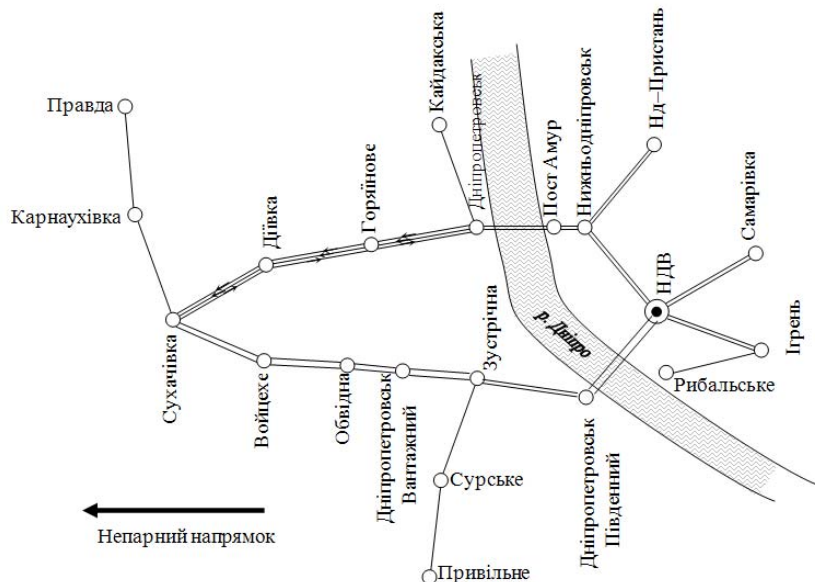 Правда
Карнаухівка
Сухачівка
Діївка
Горяїнове
Кайдакська
Дніпропетровськ
Пост Амур
Нижньодніпровськ
Нд–Пристань
Самарівка
НДВ
Ігрень
Рибальське
р. Дніпро
Зустрічна
Войцехе
Обвідна
Дніпропетровськ
Вантажний
Дніпропетровськ
Південний
Сурське
Привільне
Непарний напрямок